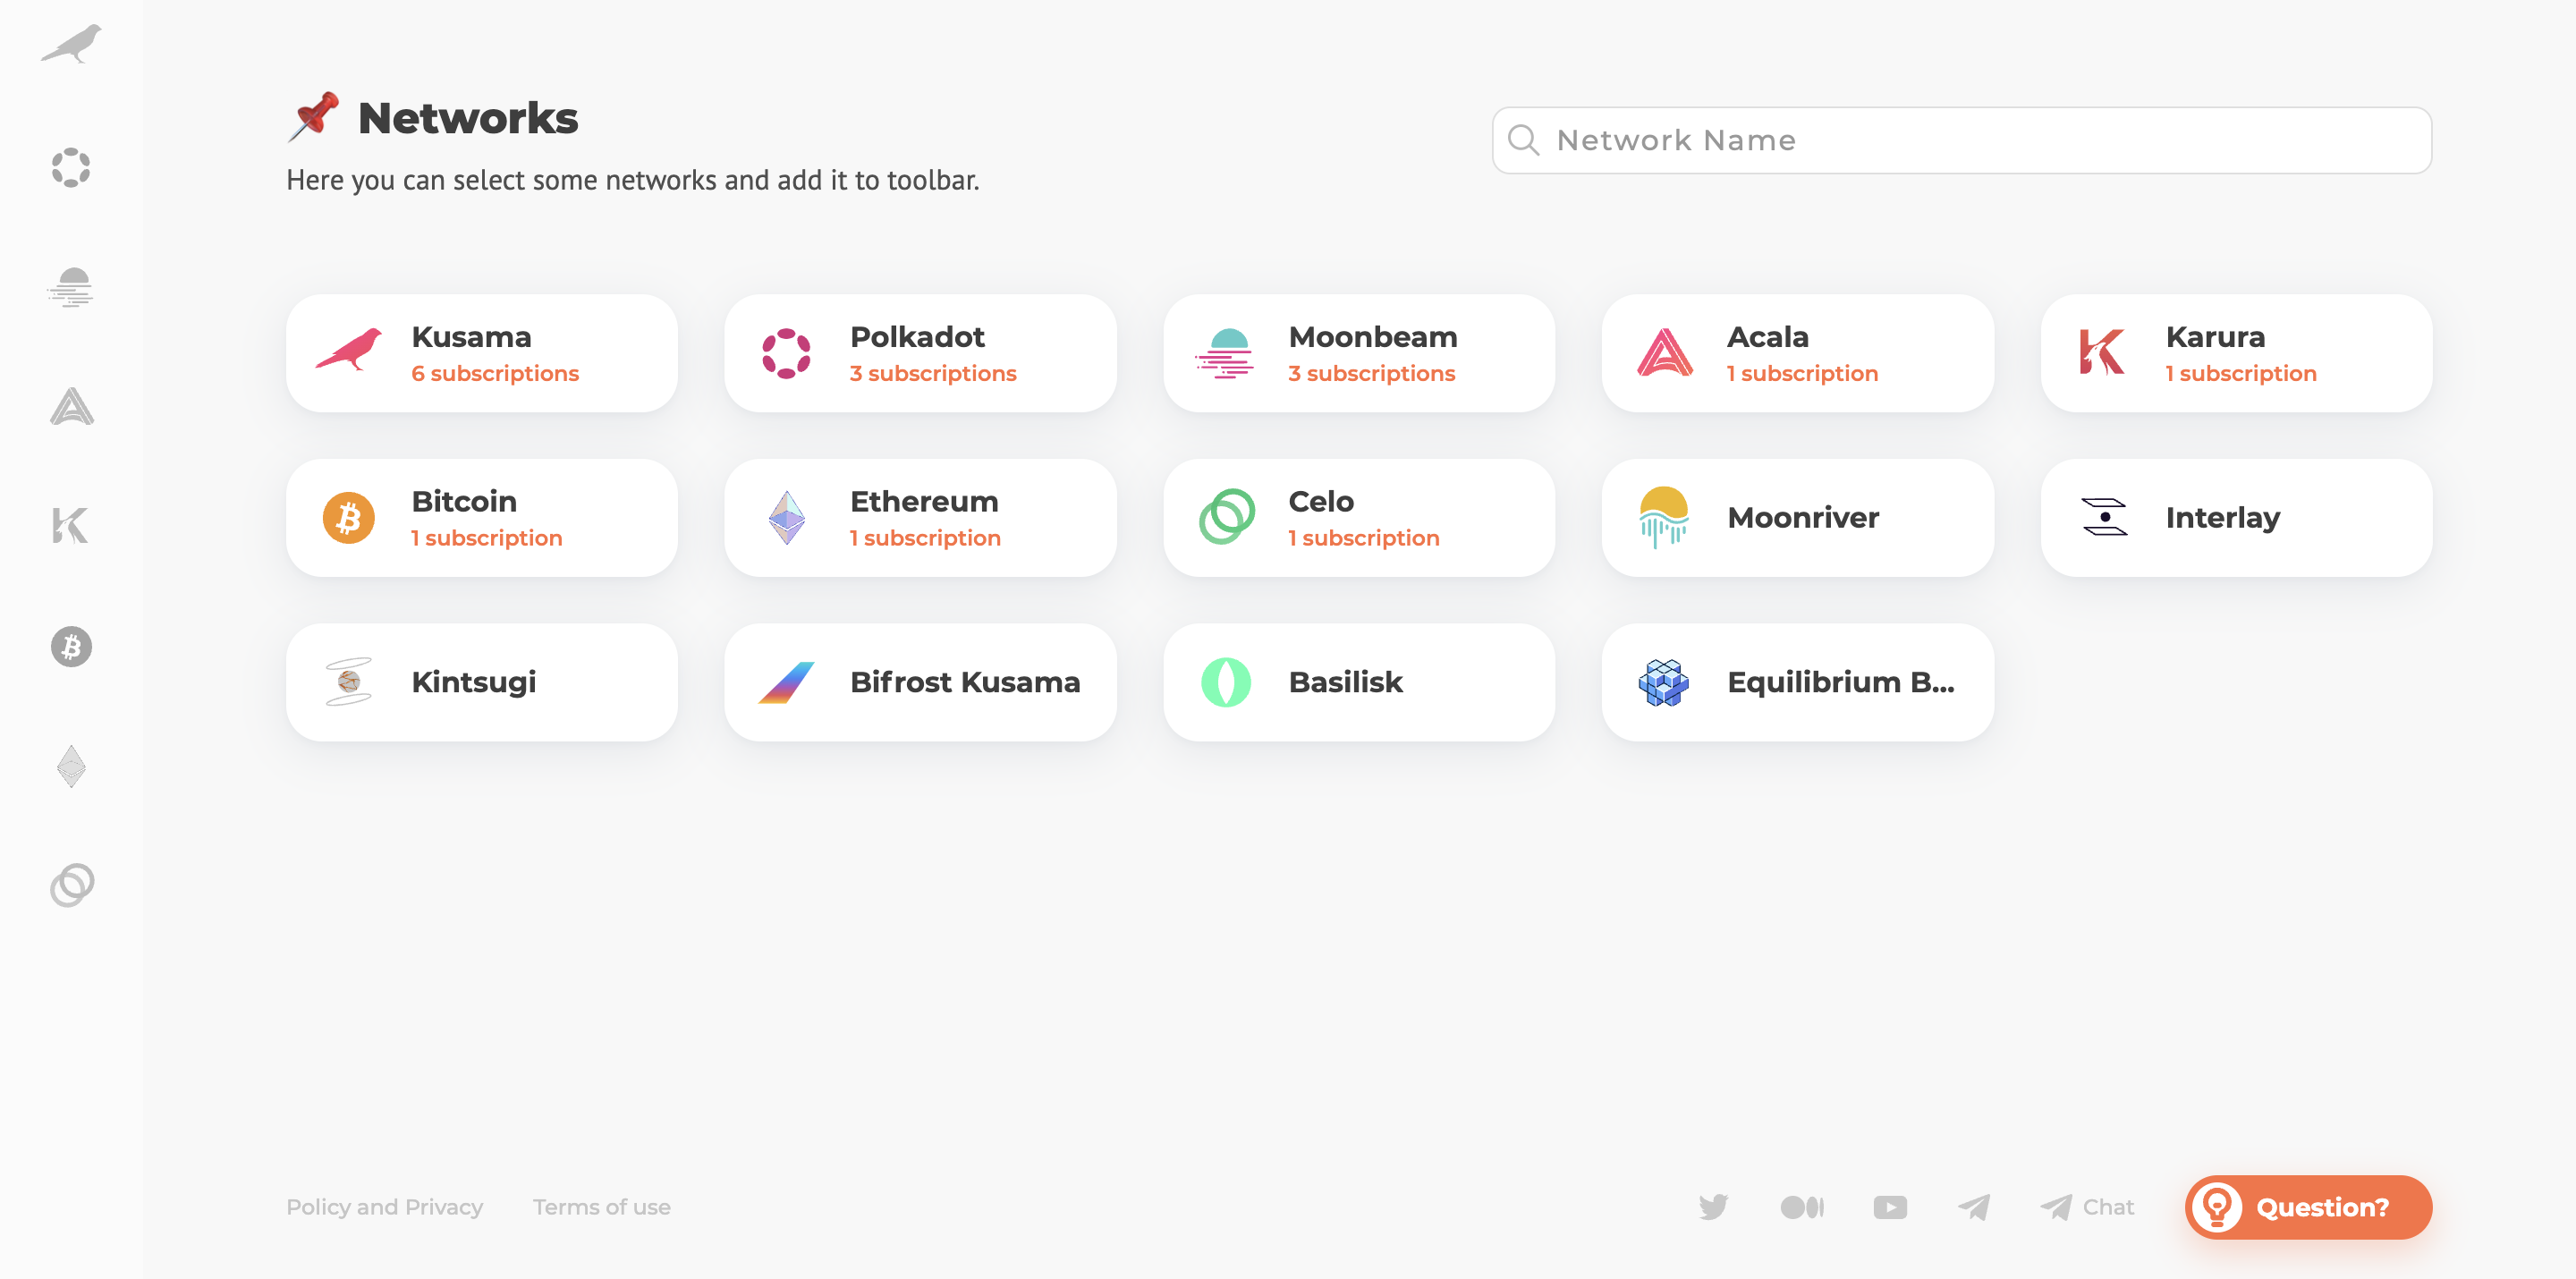 Networks
Network Name
Here you can select some networks and add it to toolbar.
Kusama
6 subscriptions
Polkadot
3 subscriptions
Moonbeam
3 subscriptions
Acala
1 subscription
Karura
1 subscription
Bitcoin
1 subscription
Ethereum
1 subscription
Celo
1 subscription
Moonriver
Interlay
Kintsugi
Bifrost Kusama
Basilisk
Equilibrium B...
Policy and Privacy
Terms of use
Chat
Question?